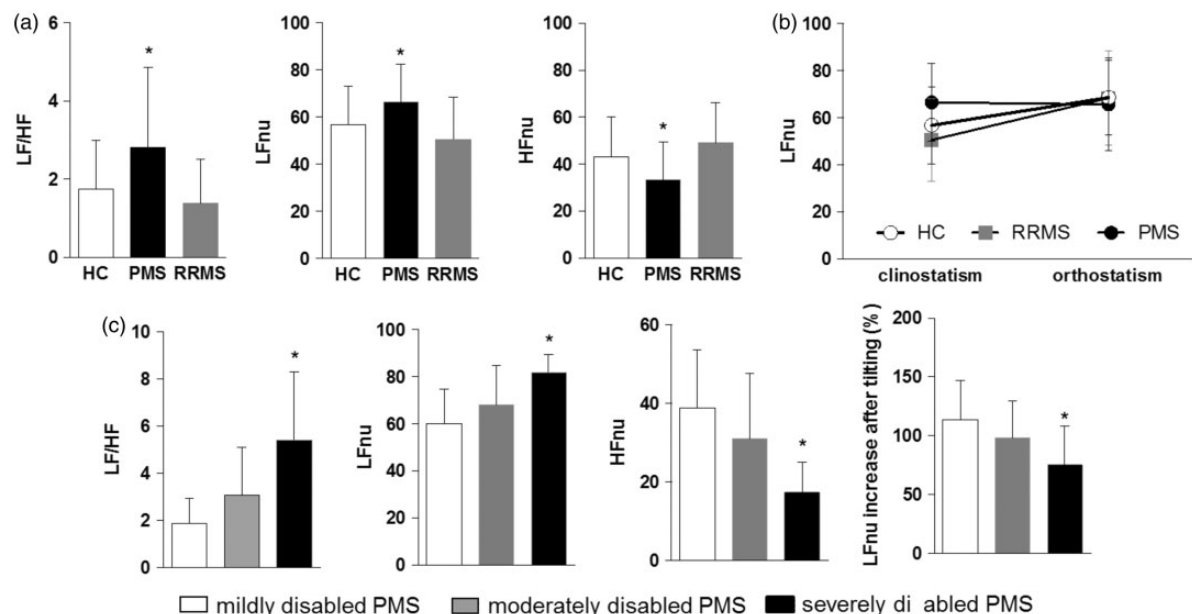 (a)
6
4
2
0
LF/HF
*
HC PMS RRMS
100
80
60
40
20
0
LFnu
*
HC PMS RRMS
100
80
60
40
20
0
HFnu
*
HC PMS RRMS
(b)
100
80
60
40
20
0
LFnu
HC RRMS PMS
clinostatism orthostatism
(c)
10
8
6
4
2
0
LF/HF
*
100
80
60
40
20
0
LFnu
*
60
40
20
0
HFnu
*
200
150
100
50
0
LFnu increase after tilting (%)
*
mildly disabled PMS moderately disabled PMS severely di abled PMS